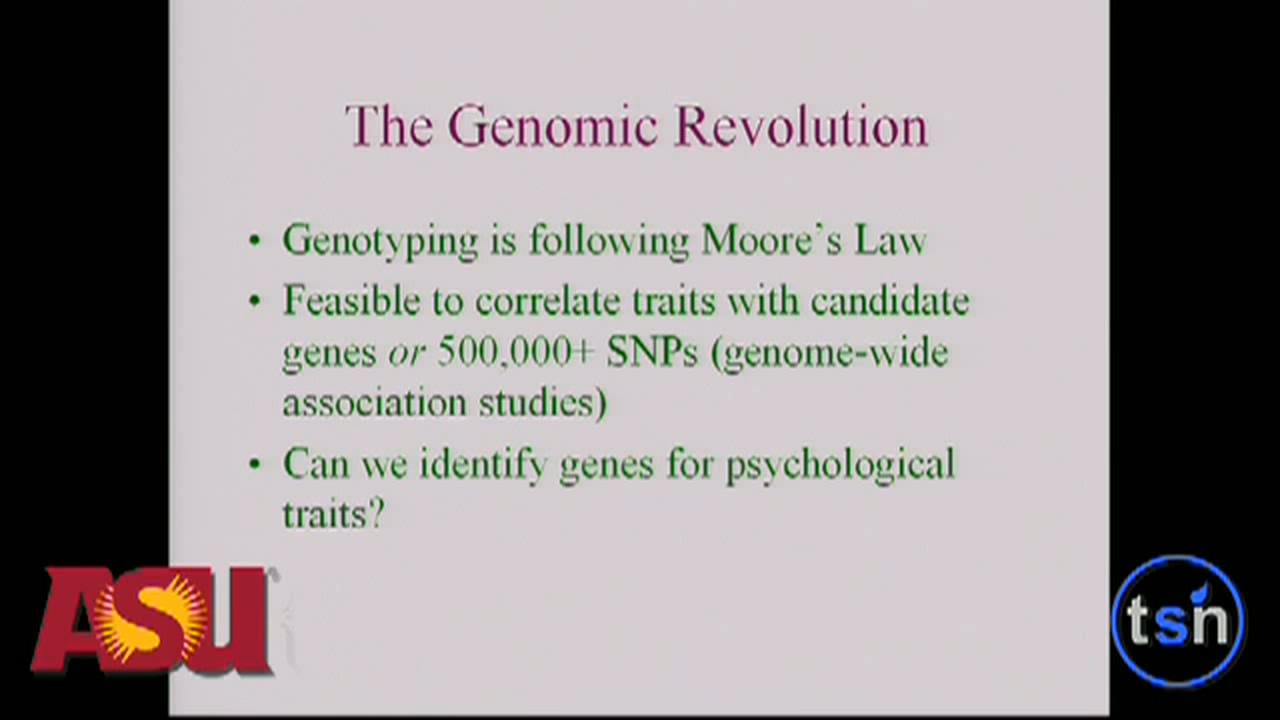 The Genomic Revolution
• Genotyping is following Moore's Law
• Feasible to correlate traits with candidate
genes or 500,000+ SNPs (genome-wide
association studies)
• Can we identify genes for psychological
traits?
ASU
tsn